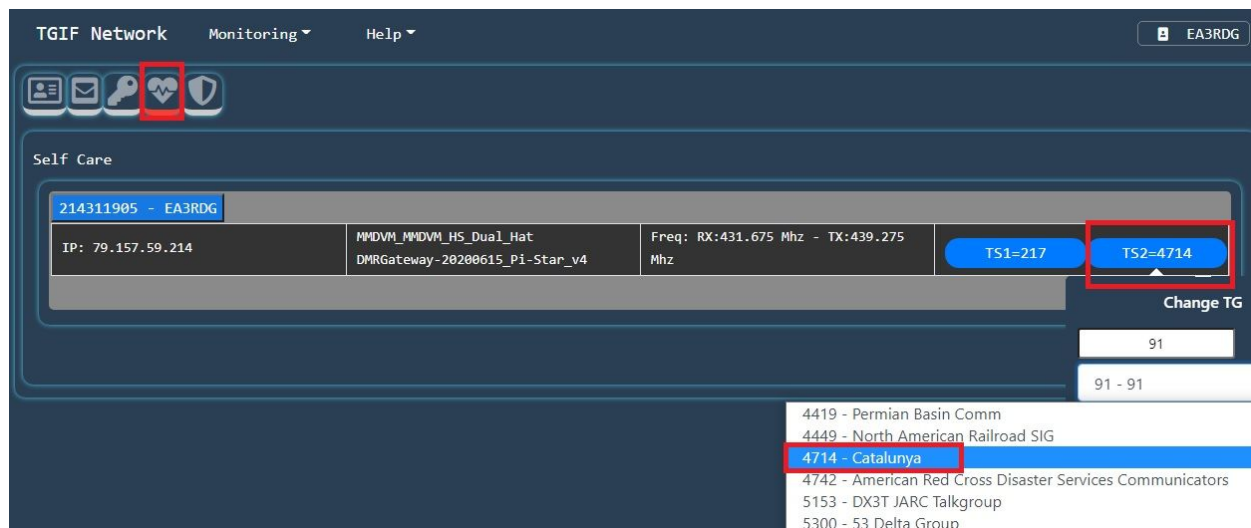 TGIF Network Monitoring Help EA3RDG
Self Care
214311905 - EA3RDG
IP: 79.157.59.214
MMDVM_MMDVM_HS_Dual_Hat
DMRGateway-20200615_Pi-Star_v4
Freq: RX:431.675 Mhz - TX:439.275
Mhz
TS1=217
TS2=4714
Change TG
91
91 - 91
4419 - Permian Basin Comm
4449 - North American Railroad SIG
4714 - Catalunya
4742 - American Red Cross Disaster Services Communicators
5153 - DX3T JARC Talkgroup
5300 - 53 Delta Group